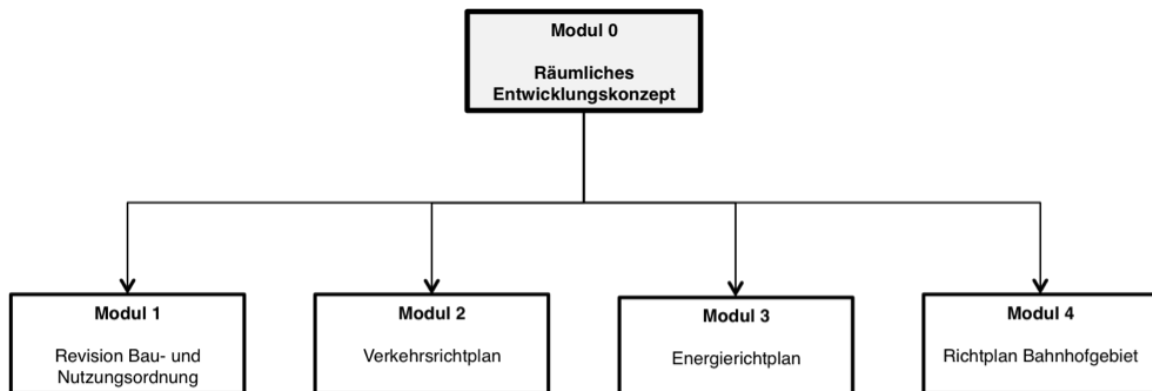 Modul 0
Räumliches
Entwicklungskonzept
Modul 1
Revision Bau- und
Nutzungsordnung
Modul 2
Verkehrsrichtplan
Modul 3
Energierichtplan
Modul 4
Richtplan Bahnhofgebiet